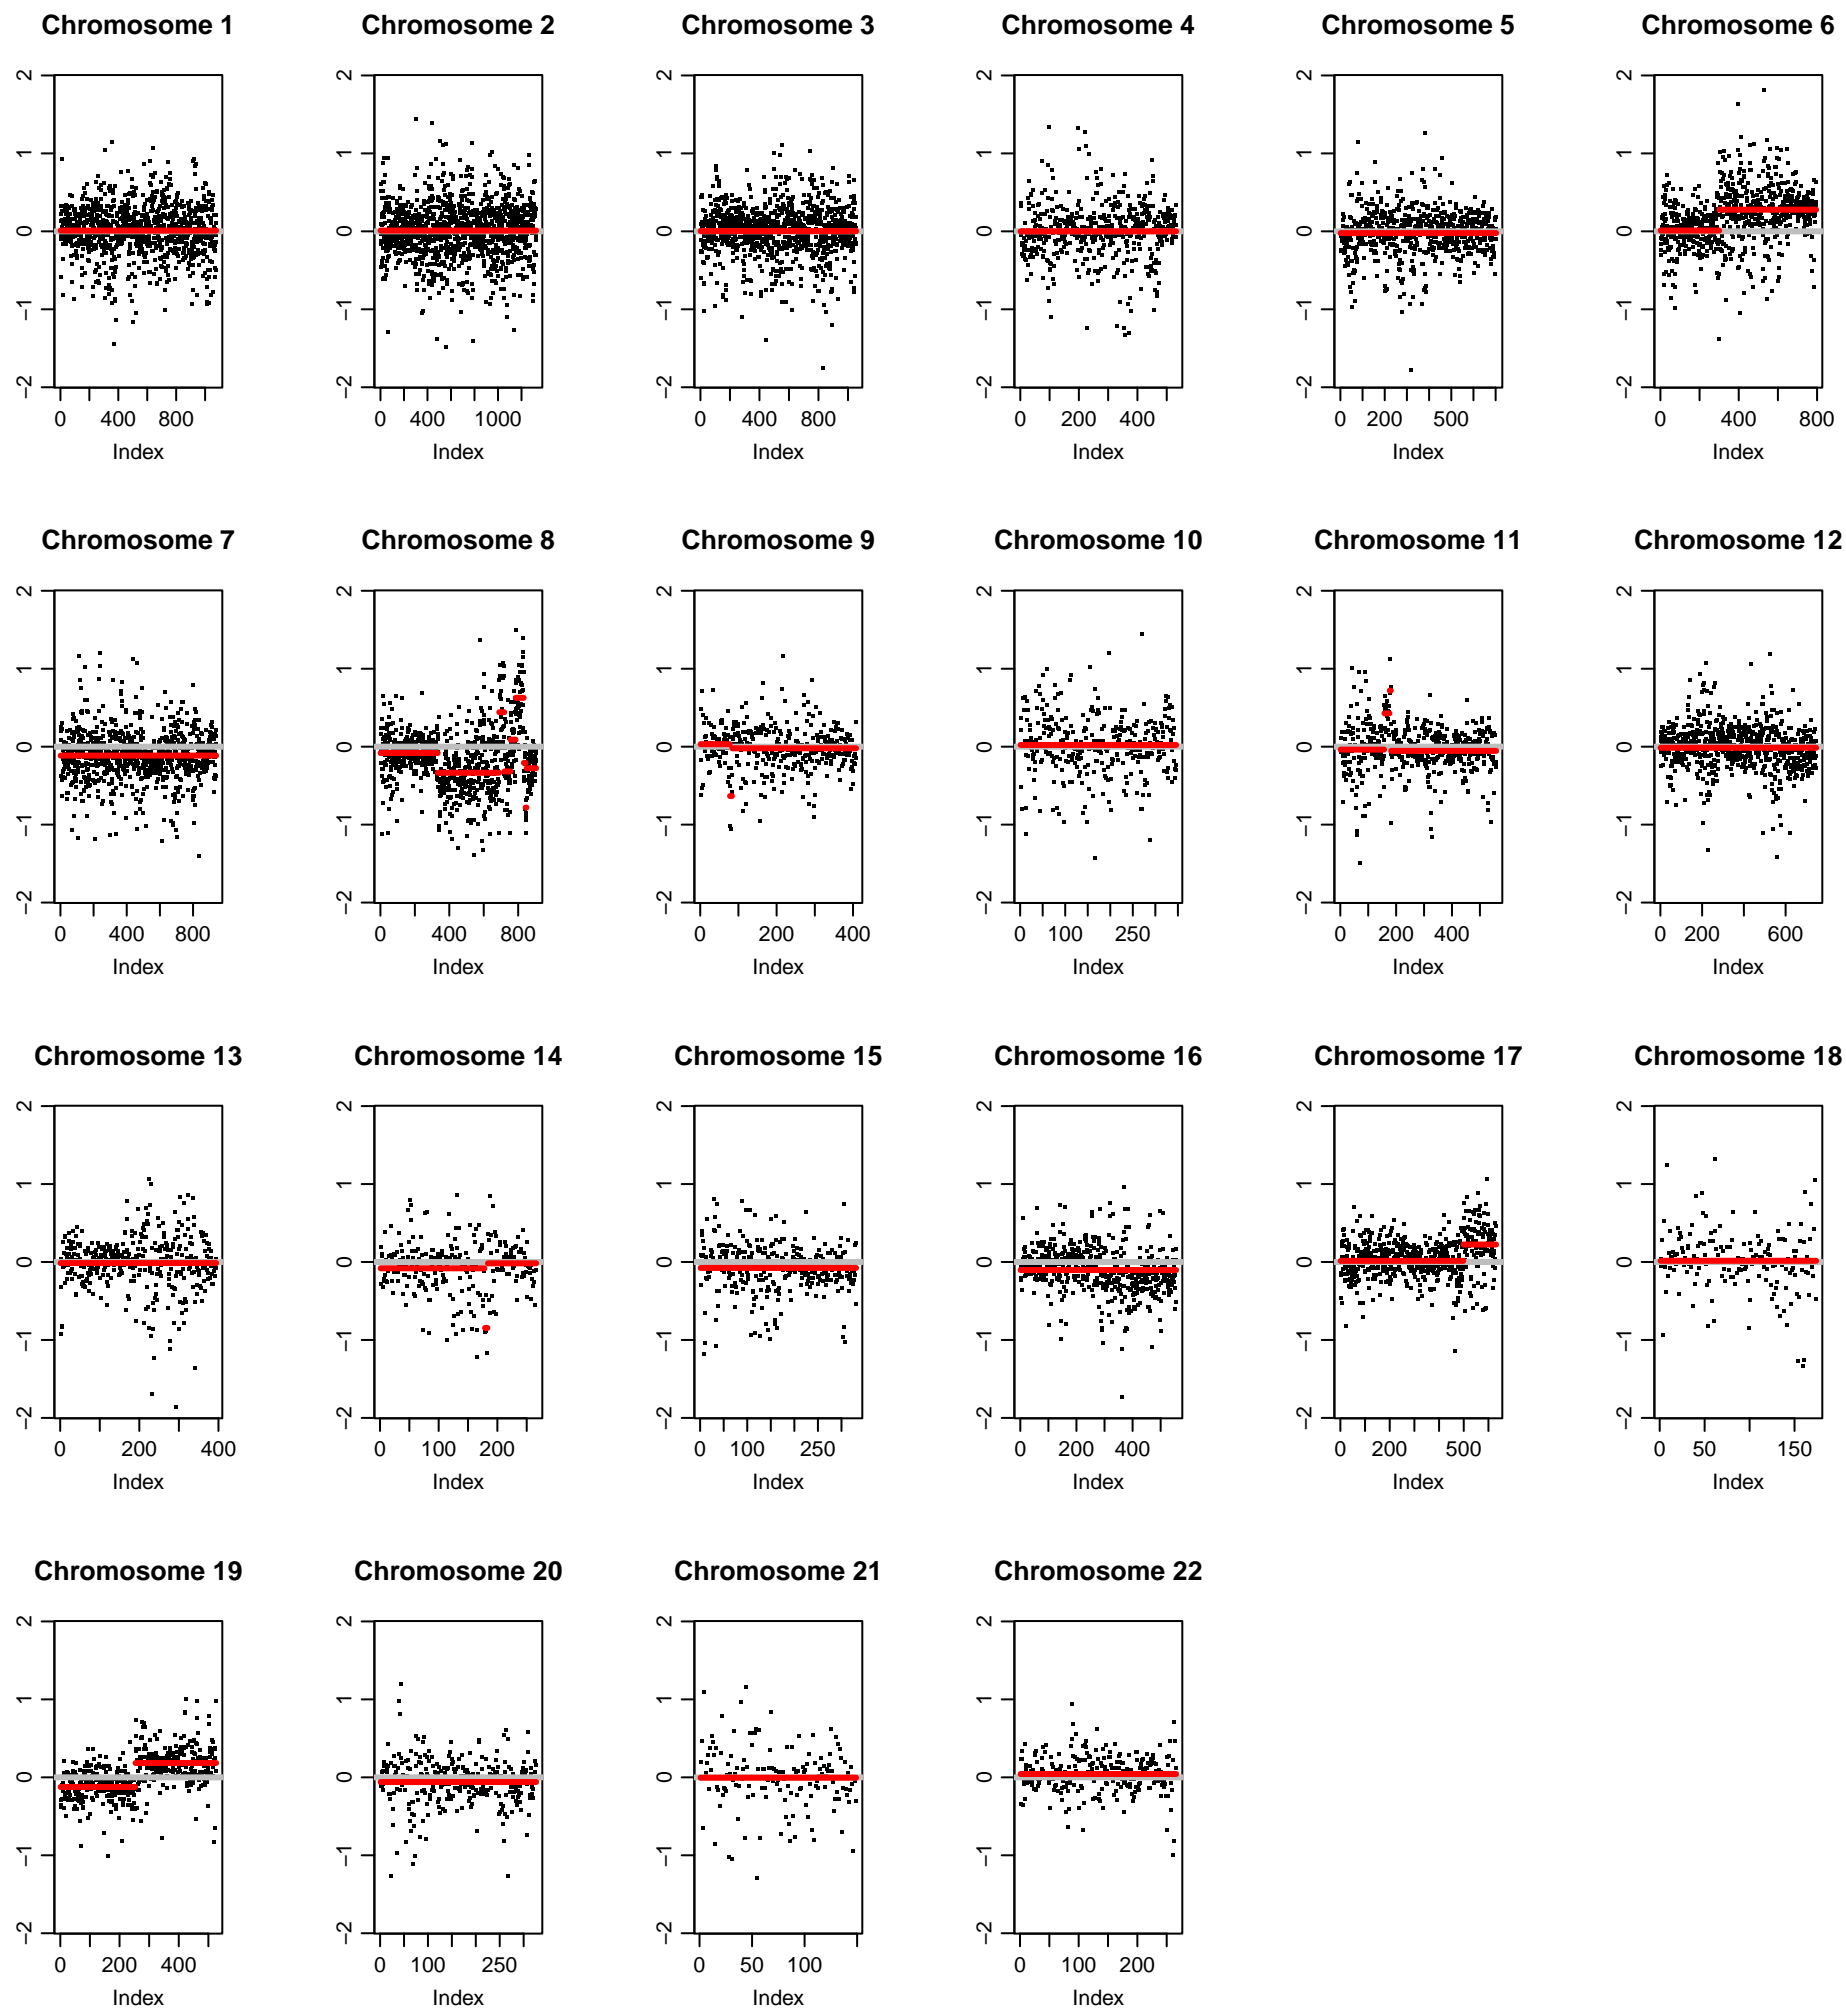 Chromosome 1 Chromosome 2 Chromosome 3 Chromosome 4 Chromosome 5 Chromosome 6
2 2 2 2 2 2
1 1 1 1 1 1
0 0 0 0 0 0
−1 −1 −1 −1 −1 −1
−2 −2 −2 −2 −2 −2
0 400 800 0 400 1000 0 400 800 0 200 400 0 200 500 0 400 800
Index Index Index Index Index Index
Chromosome 7 Chromosome 8 Chromosome 9 Chromosome 10 Chromosome 11 Chromosome 12
2 2 2 2 2 2
1 1 1 1 1 1
0 0 0 0 0 0
−1 −1 −1 −1 −1 −1
−2 −2 −2 −2 −2 −2
0 400 800 0 400 800 0 200 400 0 100 250 0 200 400 0 200 600
Index Index Index Index Index Index
Chromosome 13 Chromosome 14 Chromosome 15 Chromosome 16 Chromosome 17 Chromosome 18
2 2 2 2 2 2
1 1 1 1 1 1
0 0 0 0 0 0
−1 −1 −1 −1 −1 −1
−2 −2 −2 −2 −2 −2
0 200 400 0 100 200 0 100 250 0 200 400 0 200 500 0 50 150
Index Index Index Index Index Index
Chromosome 19 Chromosome 20 Chromosome 21 Chromosome 22
2 2 2 2
1 1 1 1
0 0 0 0
−1 −1 −1 −1
−2 −2 −2 −2
0 200 400 0 100 250 0 50 100 0 100 200
Index Index Index Index